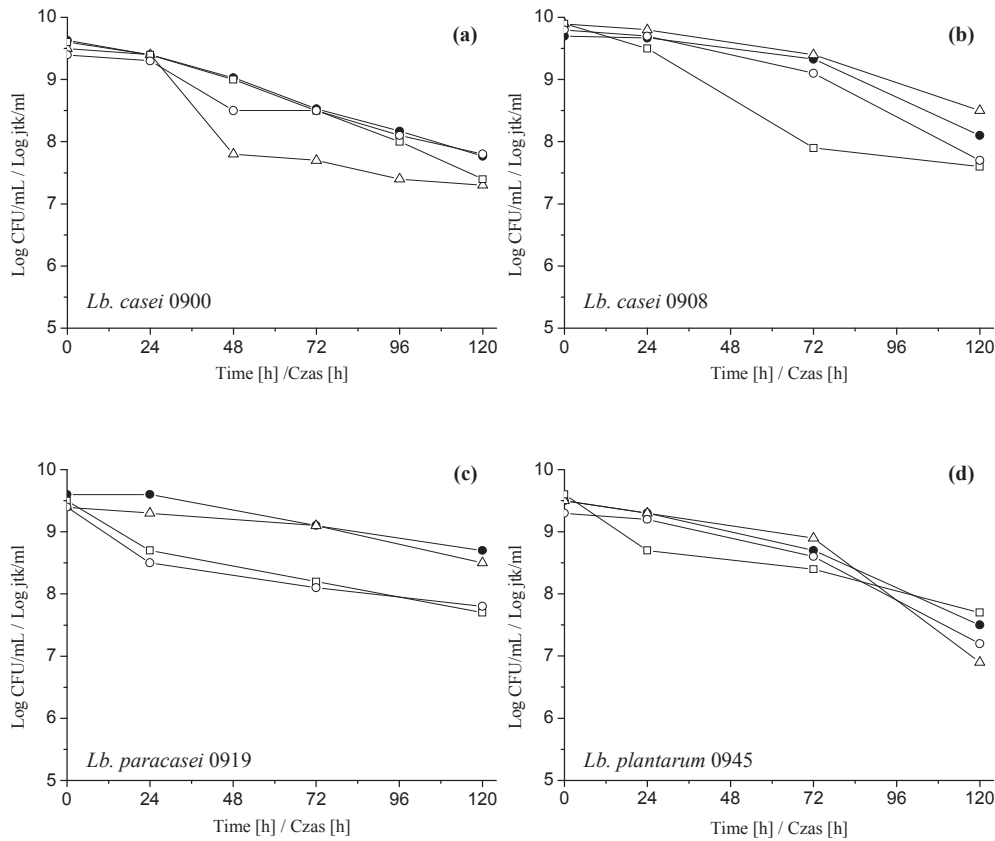 (a)
10
9
8
7
6
5
Log CFU/mL / Log jtk/ml
Lb. casei 0900
0 24 48 72 96 120
Time [h] /Czas [h]
(b)
10
9
8
7
6
5
Log CFU/mL / Log jtk/ml
Lb. casei 0908
0 24 48 72 96 120
Time [h] / Czas [h]
(c)
10
9
8
7
6
5
Log CFU/mL / Log jtk/ml
Lb. paracasei 0919
0 24 48 72 96 120
Time [h] / Czas [h]
(d)
10
9
8
7
6
5
Log CFU/mL / Log jtk/ml
Lb. plantarum 0945
0 24 48 72 96 120
Time [h] / Czas [h]